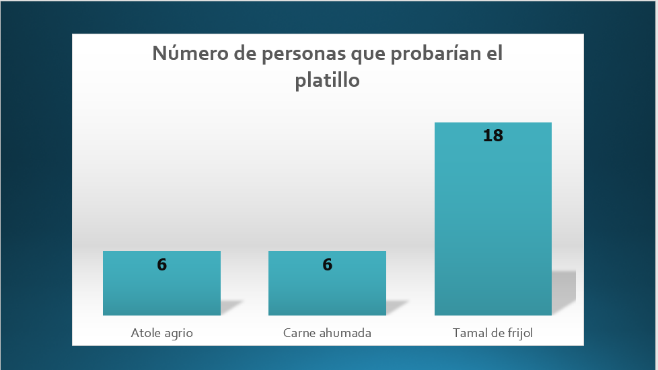 Número de personas que probarían el
platillo
18
6
6
Atole agrio
Carne ahumada
Tamal de frijol